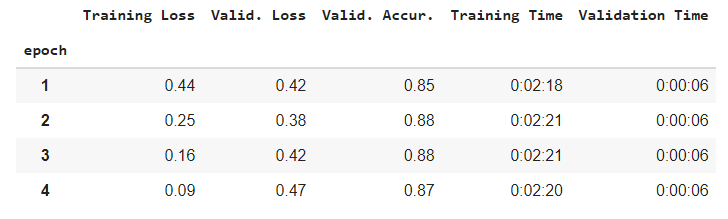 Training Loss Valid. Loss Valid. Accur. Training Time Validation Time
epoch
1 0.44 0.42 0.85 0:02:18 0:00:06
2 0.25 0.38 0.88 0:02:21 0:00:06
3 0.16 0.42 0.88 0:02:21 0:00:06
4 0.09 0.47 0.87 0:02:20 0:00:06